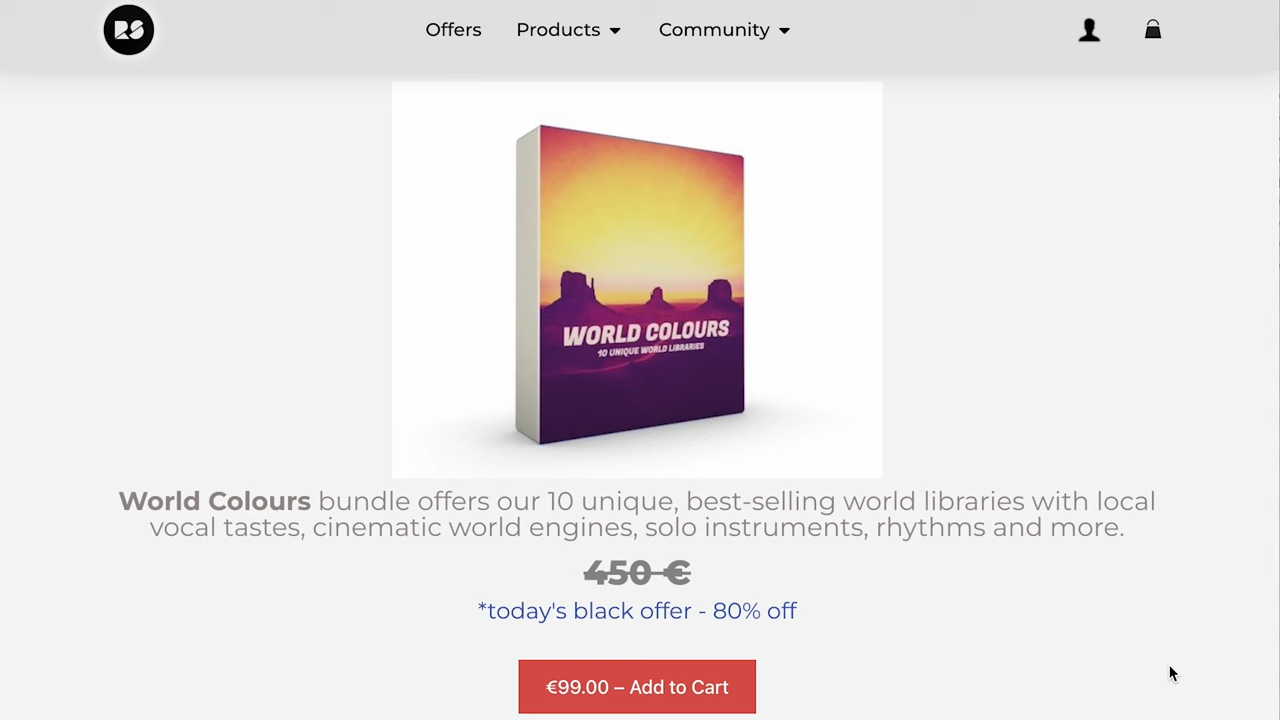 RS
Offers Products Community
WORLD COLOURS
10 UNIQUE WORLD LIBRARIES
World Colours bundle offers our 10 unique, best-selling world libraries with local
vocal tastes, cinematic world engines, solo instruments, rhythms and more.
450 €
*today's black offer - 80% off
€99.00 – Add to Cart